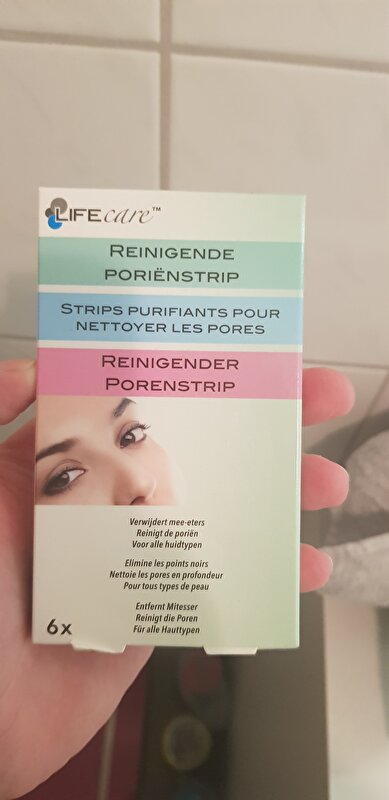 LIFEcare™
REINIGENDE
PORIËNSTRIP
STRIPS PURIFIANTS POUR
NETTOYER LES PORES
REINIGENDER
PORENSTRIP
Verwijdert mee-eters
Reinigt de poriën
Voor alle huidtypen
Elimine les points noirs
Nettoie les pores en profondeur
Pour tous types de peau
Entfernt Mitesser
Reinigt die Poren
Für alle Hauttypen
6x